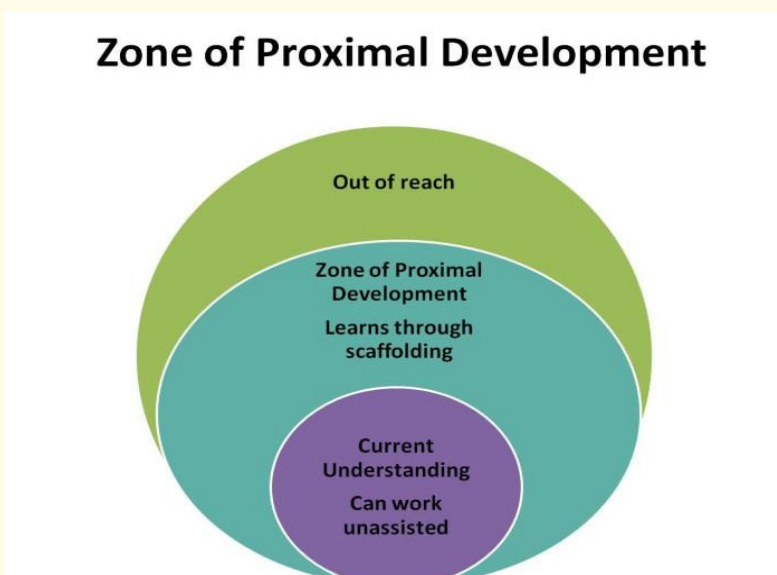 Zone of Proximal Development
Out of reach
Zone of Proximal
Development
Learns through
scaffolding
Current
Understanding
Can work
unassisted